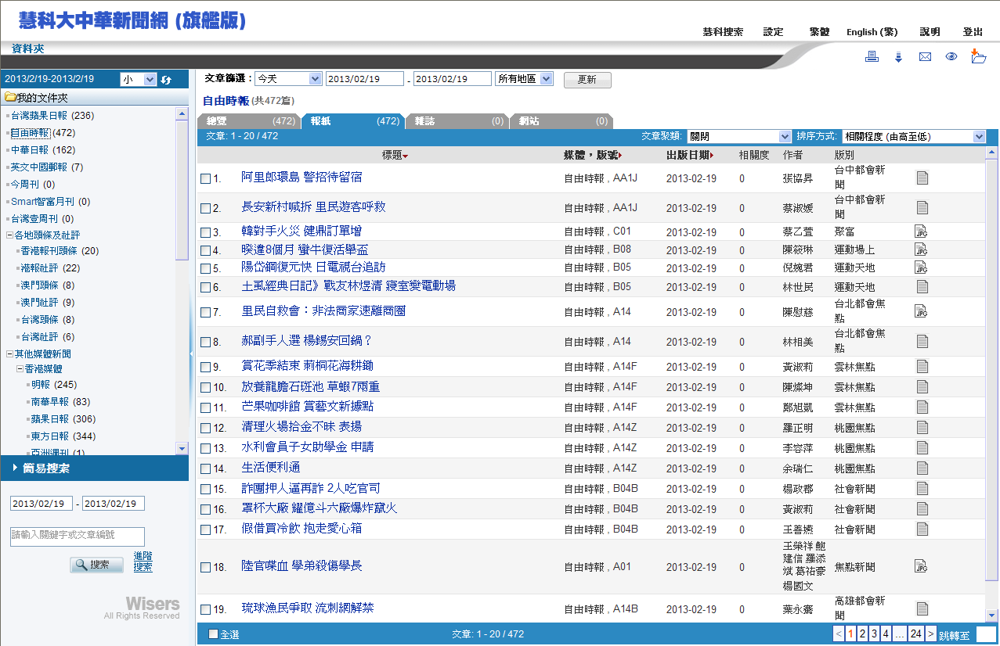 慧科大中華新聞網 (旗艦版)
慧科搜索 設定 繁體 English (繁) 說明 登出
資料夾
2013/2/19-2013/2/19 小
我的文件夾
台灣蘋果日報 (236)
自由時報 (472)
中華日報 (162)
英文中國郵報 (7)
今周刊 (0)
Smart智富月刊 (0)
台灣壹周刊 (0)
各地頭條及社評
香港報刊頭條 (20)
港報社評 (22)
澳門頭條 (8)
澳門社評 (9)
台灣頭條 (8)
台灣社評 (6)
其他媒體新聞
香港媒體
明報 (245)
南華早報 (83)
蘋果日報 (306)
東方日報 (344)
亞洲週刊 (1)
簡易搜索
2013/02/19 - 2013/02/19
請輸入關鍵字或文章編號
搜索 進階
搜索
Wisers
All Rights Reserved
文章篩選：今天 2013/02/19 - 2013/02/19 所有地區 更新
自由時報 (共472篇)
總覽 (472) 報紙 (472) 雜誌 (0) 網站 (0)
文章: 1 - 20 / 472 文章聚類: 關閉 排序方式: 相關程度 (由高至低)
標題 媒體，版號 出版日期 相關度 作者 版別
1. 阿里郎環島 警招待留宿 自由時報 , AA1J 2013-02-19 0 張協昇 台中都會新
聞
2. 長安新村喊拆 里民遊客呼救 自由時報 , AA1J 2013-02-19 0 蔡淑媛 台中都會新
聞
3. 韓對手火災 健鼎訂單增 自由時報 , C01 2013-02-19 0 蔡乙萱 聚富
4. 暌違8個月 蠻牛復活舉盃 自由時報 , B08 2013-02-19 0 陳筱琳 運動場上
5. 陽岱鋼復元快 日電視台追訪 自由時報 , B05 2013-02-19 0 倪婉君 運動天地
6. 土虱經典日記》戰友林煜清 寢室變電動場 自由時報 , B05 2013-02-19 0 林世民 運動天地
7. 里民自救會：非法商家速離商圈 自由時報 , A14 2013-02-19 0 陳慰慈 台北都會焦
點
8. 郝副手人選 楊錫安回鍋？ 自由時報 , A14 2013-02-19 0 林相美 台北都會焦
點
9. 賞花季結束 莿桐花海耕鋤 自由時報 , A14F 2013-02-19 0 黃淑莉 雲林焦點
10. 放養龍膽石斑池 草蝦7兩重 自由時報 , A14F 2013-02-19 0 陳燦坤 雲林焦點
11. 芒果咖啡館 賞藝文新據點 自由時報 , A14F 2013-02-19 0 鄭旭凱 雲林焦點
12. 清理火場拾金不昧 表揚 自由時報 , A14Z 2013-02-19 0 羅正明 桃園焦點
13. 水利會員子女助學金 申請 自由時報 , A14Z 2013-02-19 0 李容萍 桃園焦點
14. 生活便利通 自由時報 , A14Z 2013-02-19 0 余瑞仁 桃園焦點
15. 詐團押人逼再詐 2人吃官司 自由時報 , B04B 2013-02-19 0 楊政郡 社會新聞
16. 罩杯大廠 耀億斗六廠爆炸竄火 自由時報 , B04B 2013-02-19 0 黃淑莉 社會新聞
17. 假借買冷飲 抱走愛心箱 自由時報 , B04B 2013-02-19 0 王善嬿 社會新聞
18. 陸官喋血 學弟殺傷學長 自由時報 , A01 2013-02-19 0 王榮祥 鮑
建信 羅添
斌 葛祐豪
楊國文 焦點新聞
19. 琉球漁民爭取 流刺網解禁 自由時報 , A14B 2013-02-19 0 葉永騫 高雄都會新
聞
全選 文章: 1 - 20 / 472 < 1 2 3 4 ... 24 > 跳轉至